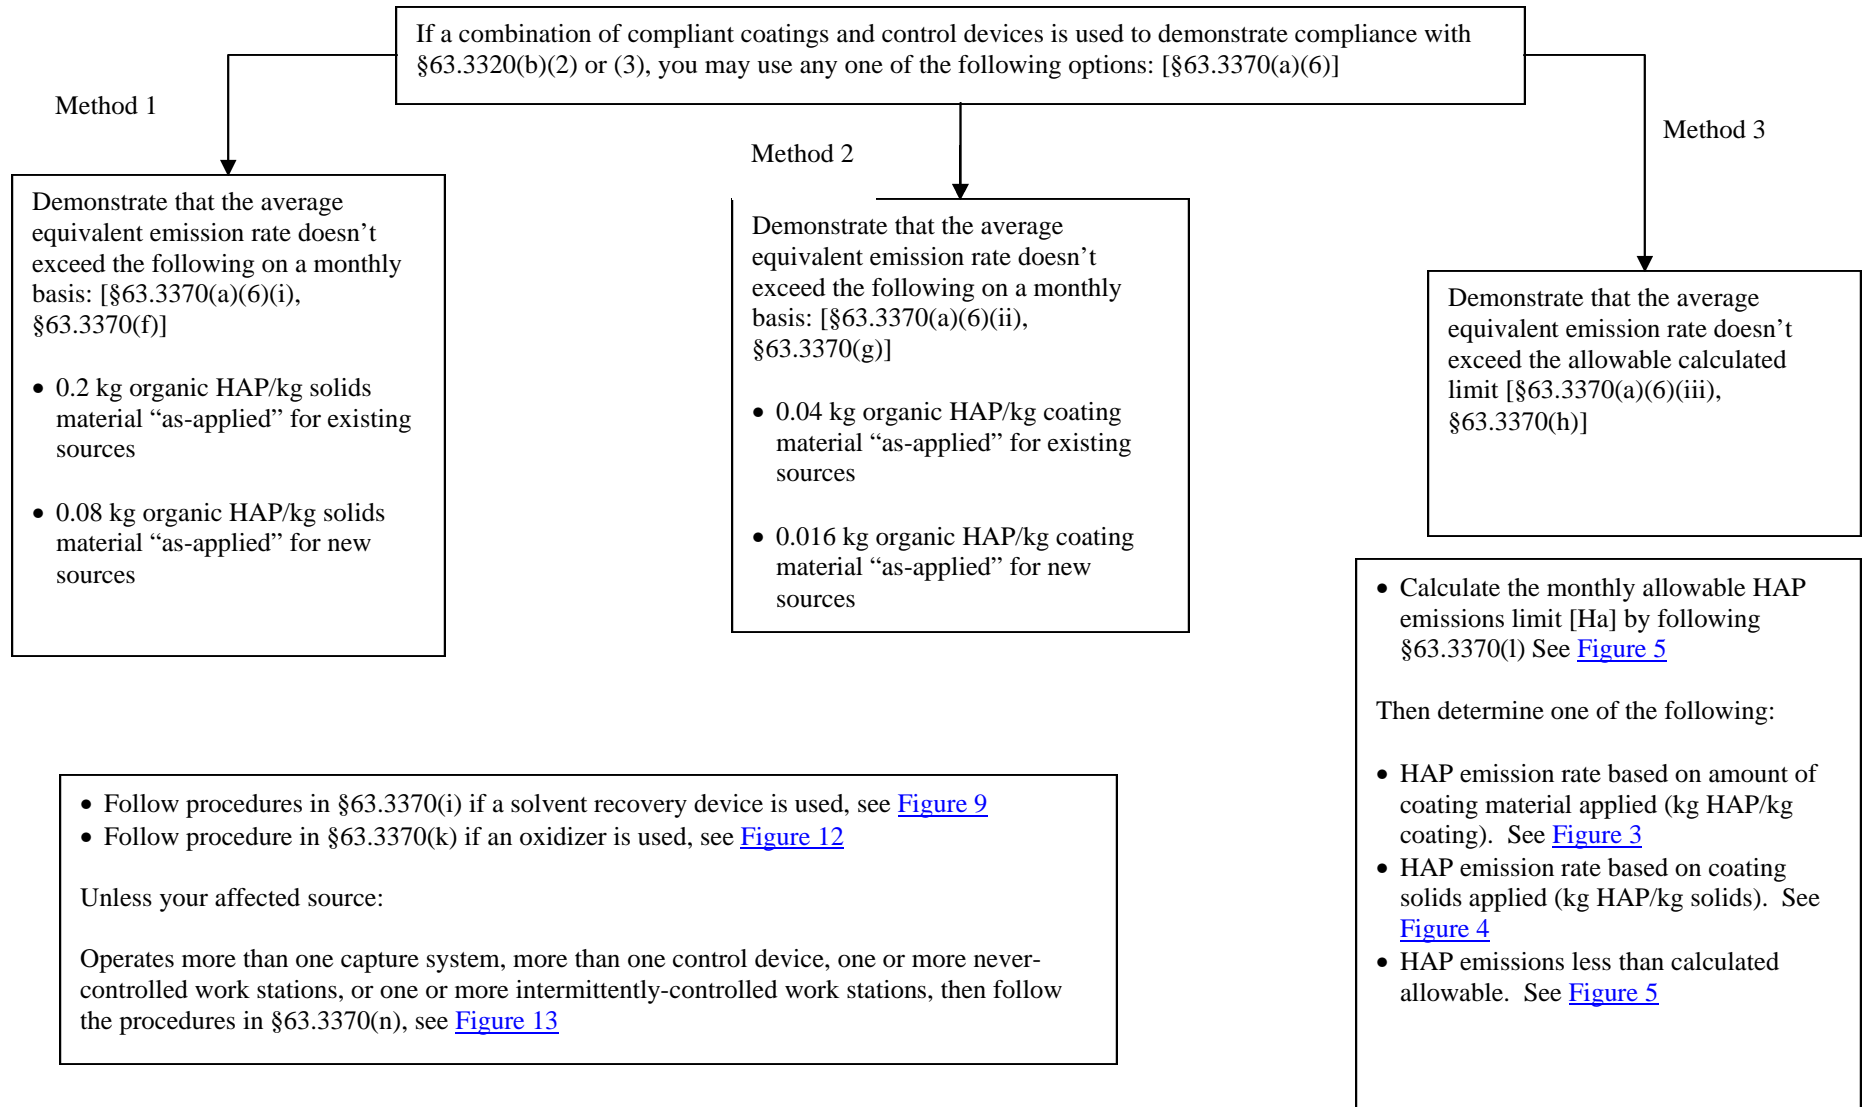 If a combination of compliant coatings and control devices is used to demonstrate compliance with
§63.3320(b)(2) or (3), you may use any one of the following options: [§63.3370(a)(6)]
Method 1
Method 2
Method 3
Demonstrate that the average
equivalent emission rate doesn’t
exceed the following on a monthly
basis: [§63.3370(a)(6)(i),
§63.3370(f)]
• 0.2 kg organic HAP/kg solids
material “as-applied” for existing
sources
• 0.08 kg organic HAP/kg solids
material “as-applied” for new
sources
Demonstrate that the average
equivalent emission rate doesn’t
exceed the following on a monthly
basis: [§63.3370(a)(6)(ii),
§63.3370(g)]
• 0.04 kg organic HAP/kg coating
material “as-applied” for existing
sources
• 0.016 kg organic HAP/kg coating
material “as-applied” for new
sources
Demonstrate that the average
equivalent emission rate doesn’t
exceed the allowable calculated
limit [§63.3370(a)(6)(iii),
§63.3370(h)]
• Calculate the monthly allowable HAP
emissions limit [Ha] by following
§63.3370(l) See Figure 5
Then determine one of the following:
• HAP emission rate based on amount of
coating material applied (kg HAP/kg
coating). See Figure 3
• HAP emission rate based on coating
solids applied (kg HAP/kg solids). See
Figure 4
• HAP emissions less than calculated
allowable. See Figure 5
• Follow procedures in §63.3370(i) if a solvent recovery device is used, see Figure 9
• Follow procedure in §63.3370(k) if an oxidizer is used, see Figure 12
Unless your affected source:
Operates more than one capture system, more than one control device, one or more never-
controlled work stations, or one or more intermittently-controlled work stations, then follow
the procedures in §63.3370(n), see Figure 13